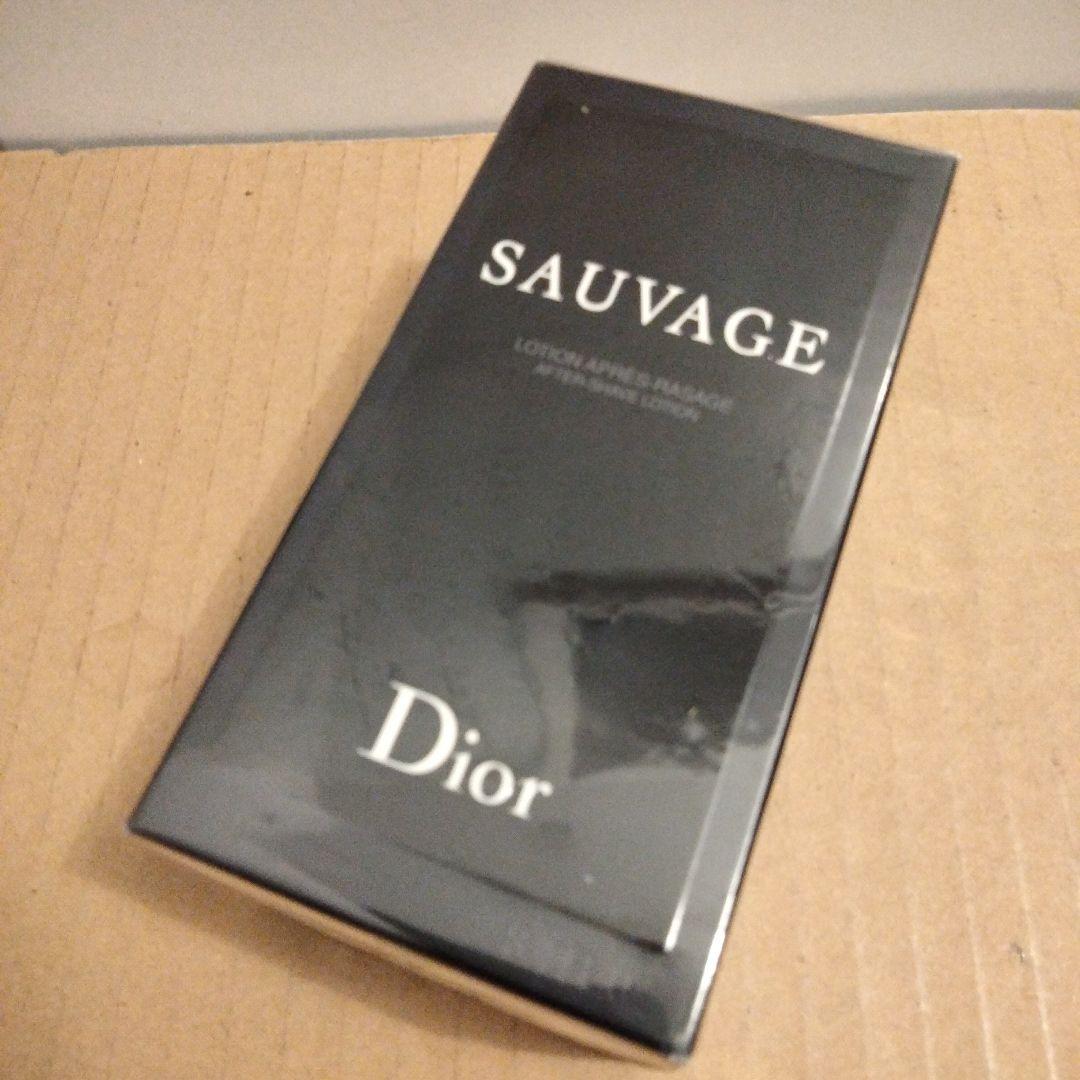 SAUVAGE
LOTION APRÈS-RASAGE
AFTER-SHAVE LOTION
Dior